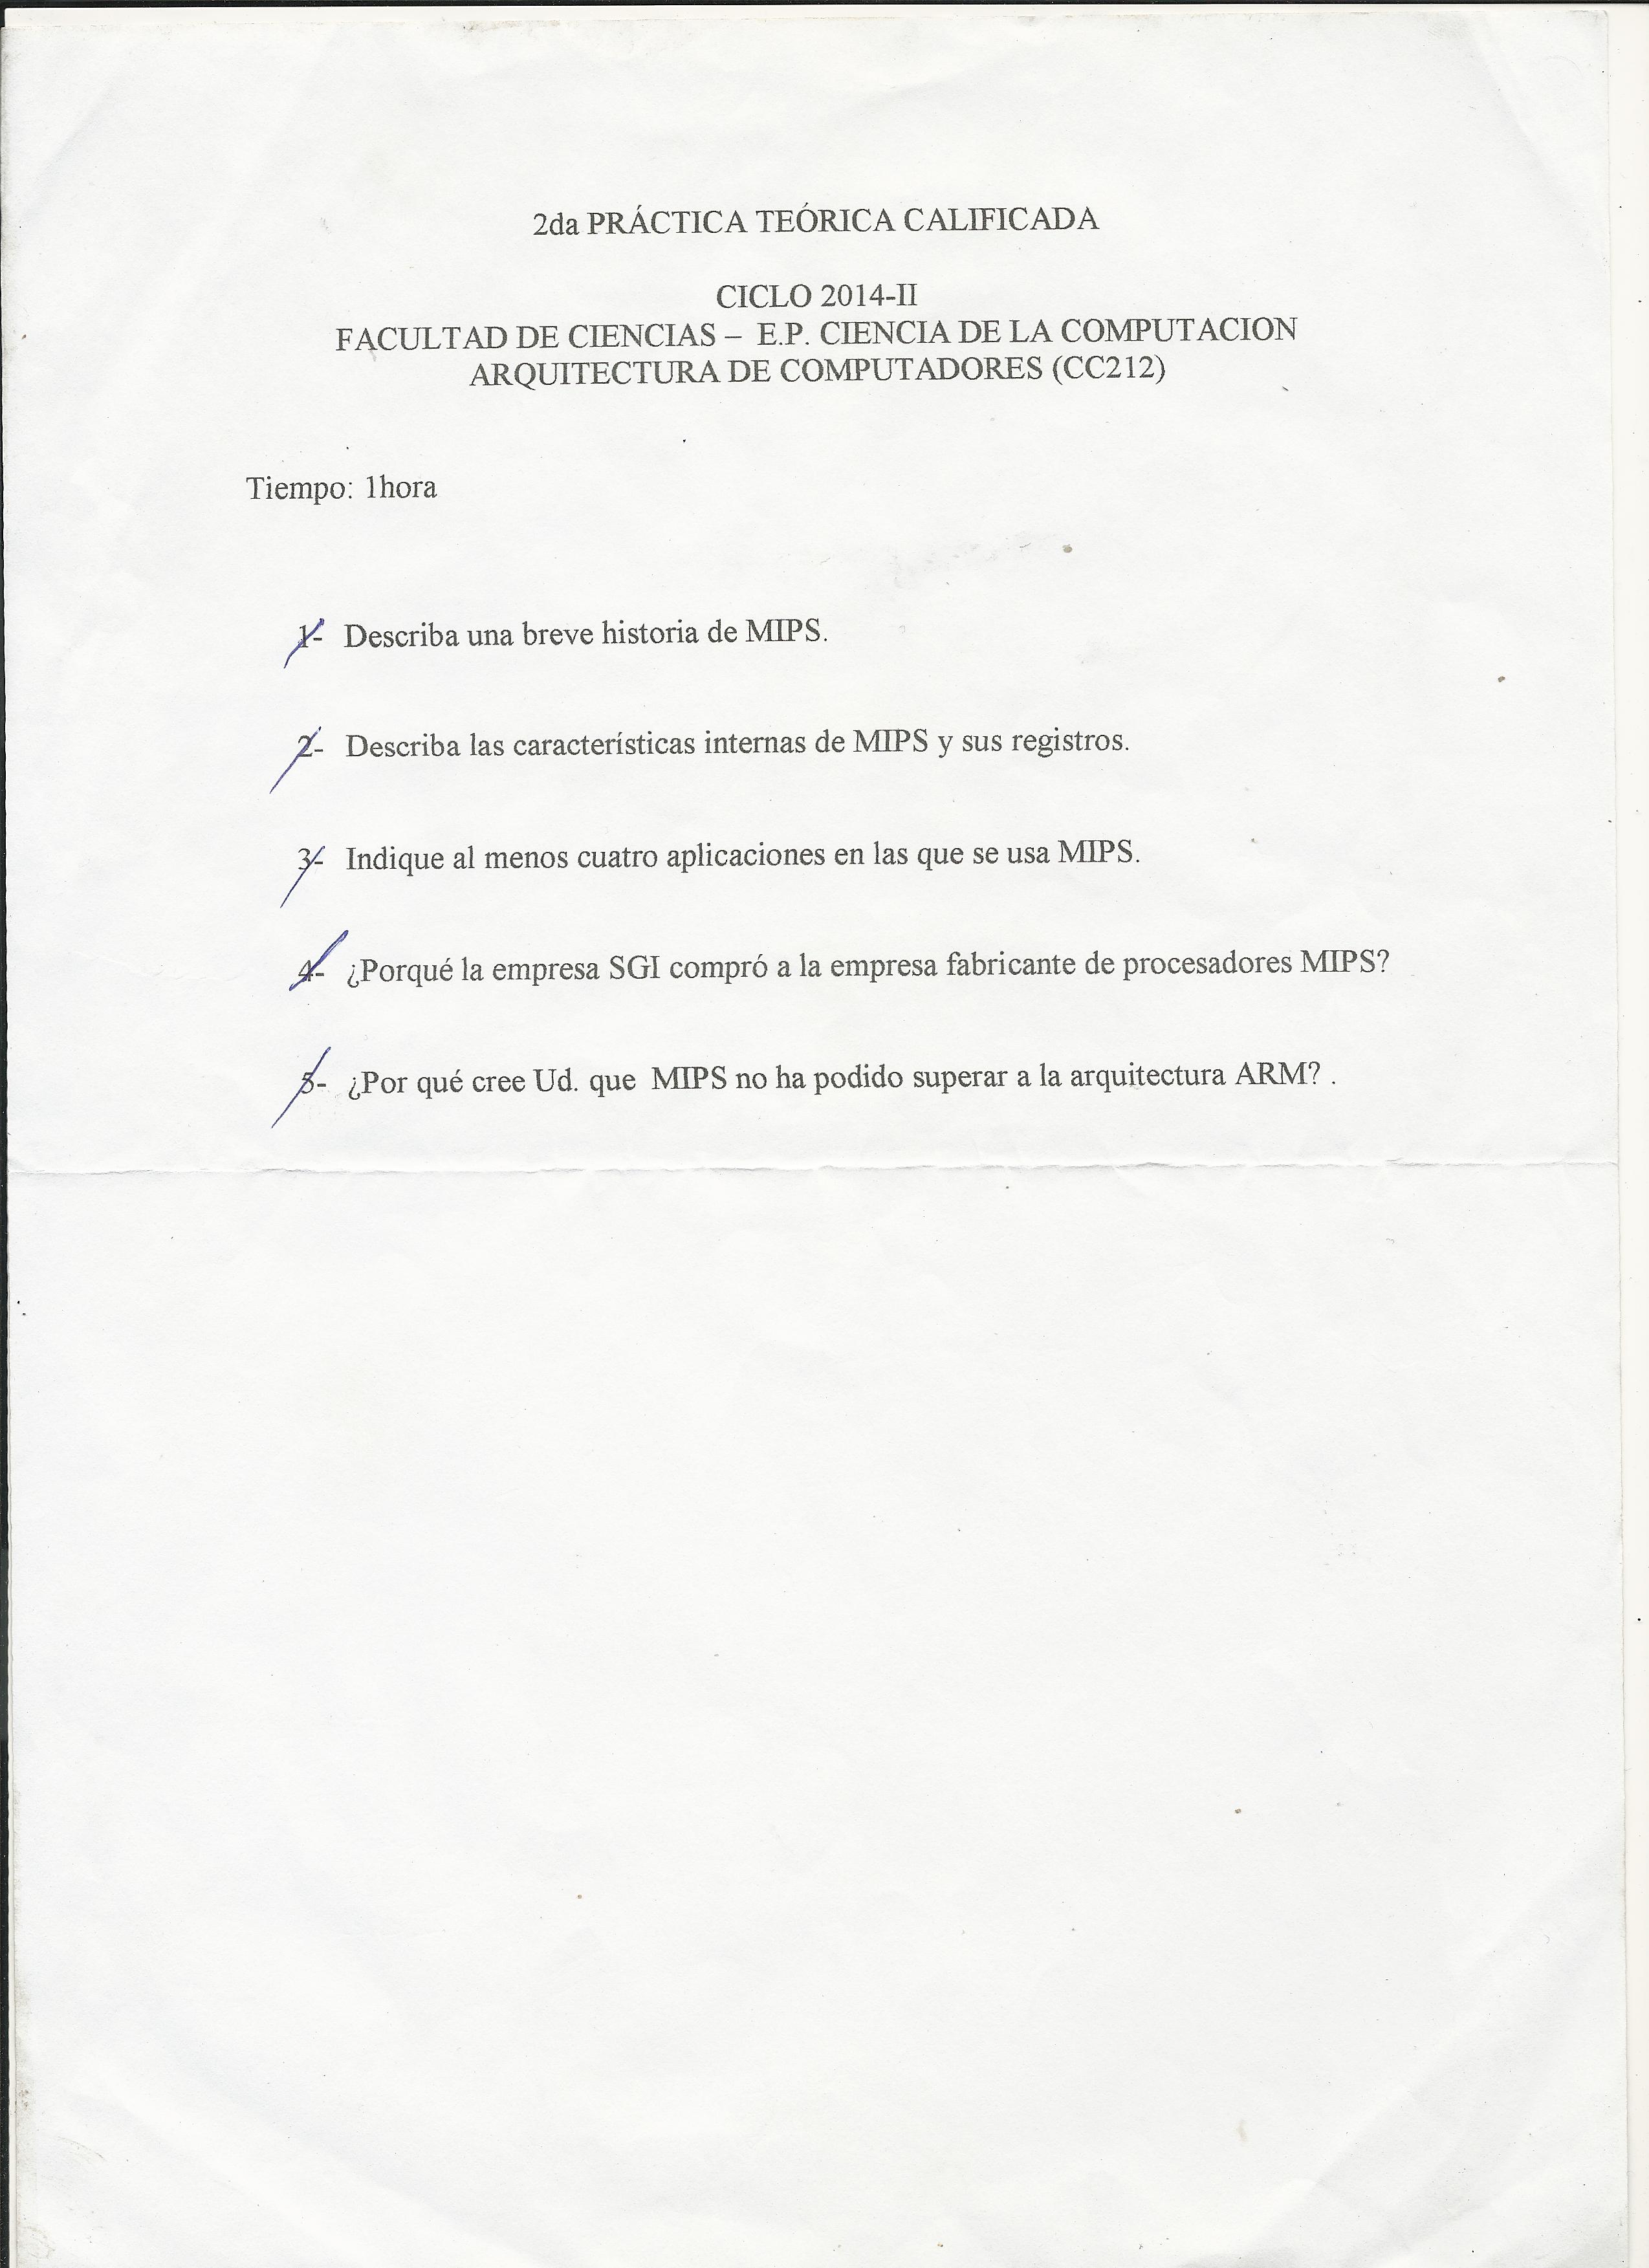 2da PRÁCTICA TEÓRICA CALIFICADA
CICLO 2014-II
FACULTAD DE CIENCIAS – E.P. CIENCIA DE LA COMPUTACION
ARQUITECTURA DE COMPUTADORES (CC212)
Tiempo: 1hora
1- Describa una breve historia de MIPS.
2- Describa las características internas de MIPS y sus registros.
3- Indique al menos cuatro aplicaciones en las que se usa MIPS.
4- ¿Porqué la empresa SGI compró a la empresa fabricante de procesadores MIPS?
5- ¿Por qué cree Ud. que MIPS no ha podido superar a la arquitectura ARM? .